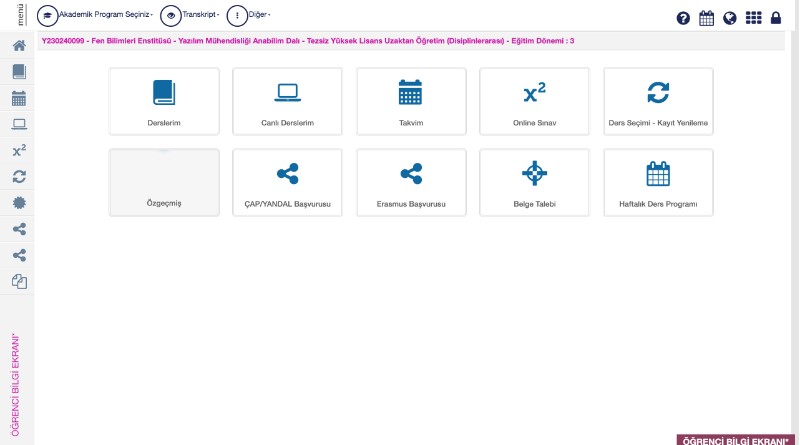 menü
Akademik Program Seçiniz
Transkript
Diğer
Y230240099 - Fen Bilimleri Enstitüsü - Yazılım Mühendisliği Anabilim Dalı - Tezsiz Yüksek Lisans Uzaktan Öğretim (Disiplinlerarası) - Eğitim Dönemi : 3
Derslerim
Canlı Derslerim
Takvim
x²
Online Sınav
Ders Seçimi - Kayıt Yenileme
Özgeçmiş
ÇAP/YANDAL Başvurusu
Erasmus Başvurusu
Belge Talebi
Haftalık Ders Programı
x²
ÖĞRENCİ BİLGİ EKRANI*
ÖĞRENCİ BİLGİ EKRANI*